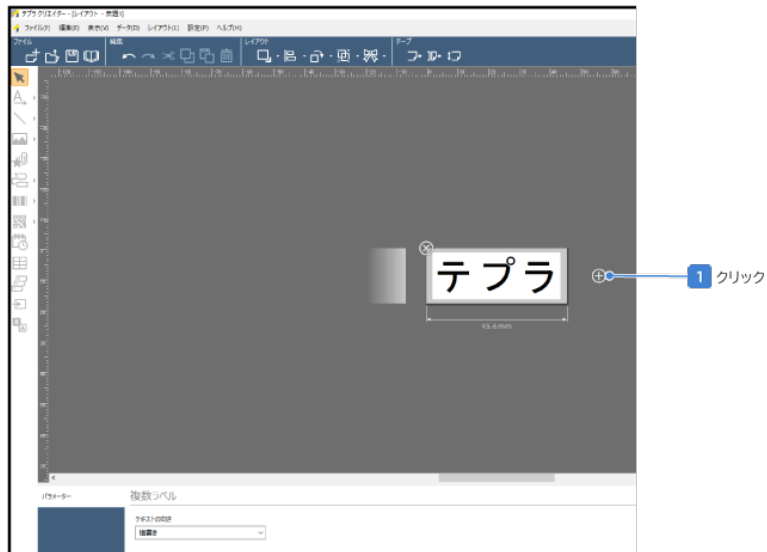 テプラクリエイター - [レイアウト - 無題1]
ファイル(F) 編集(E) 表示(V) データ(D) レイアウト(L) 設定(P) ヘルプ(H)
ファイル 編集 レイアウト テープ
テプラ
1 クリック
45.6mm
パラメーター 複数ラベル
テキストの向き
横書き